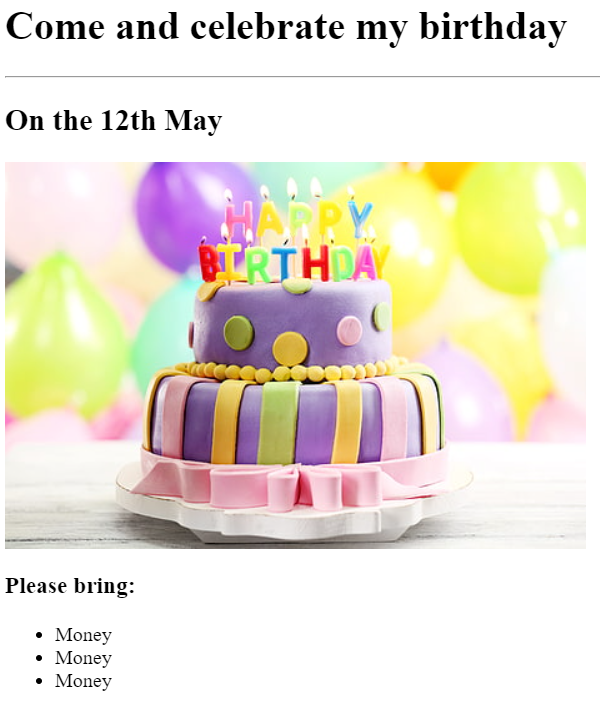 Come and celebrate my birthday
On the 12th May
HAPPY
BIRTHDAY
Please bring:
Money
Money
Money